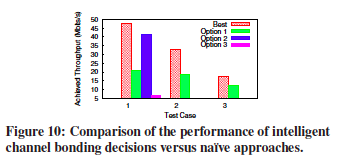 50
45
40
35
30
25
20
15
10
5
Achieved Throughput (Mbits/s)
Best
Option 1
Option 2
Option 3
1 2 3
Test Case
Figure 10: Comparison of the performance of intelligent
channel bonding decisions versus naïve approaches.